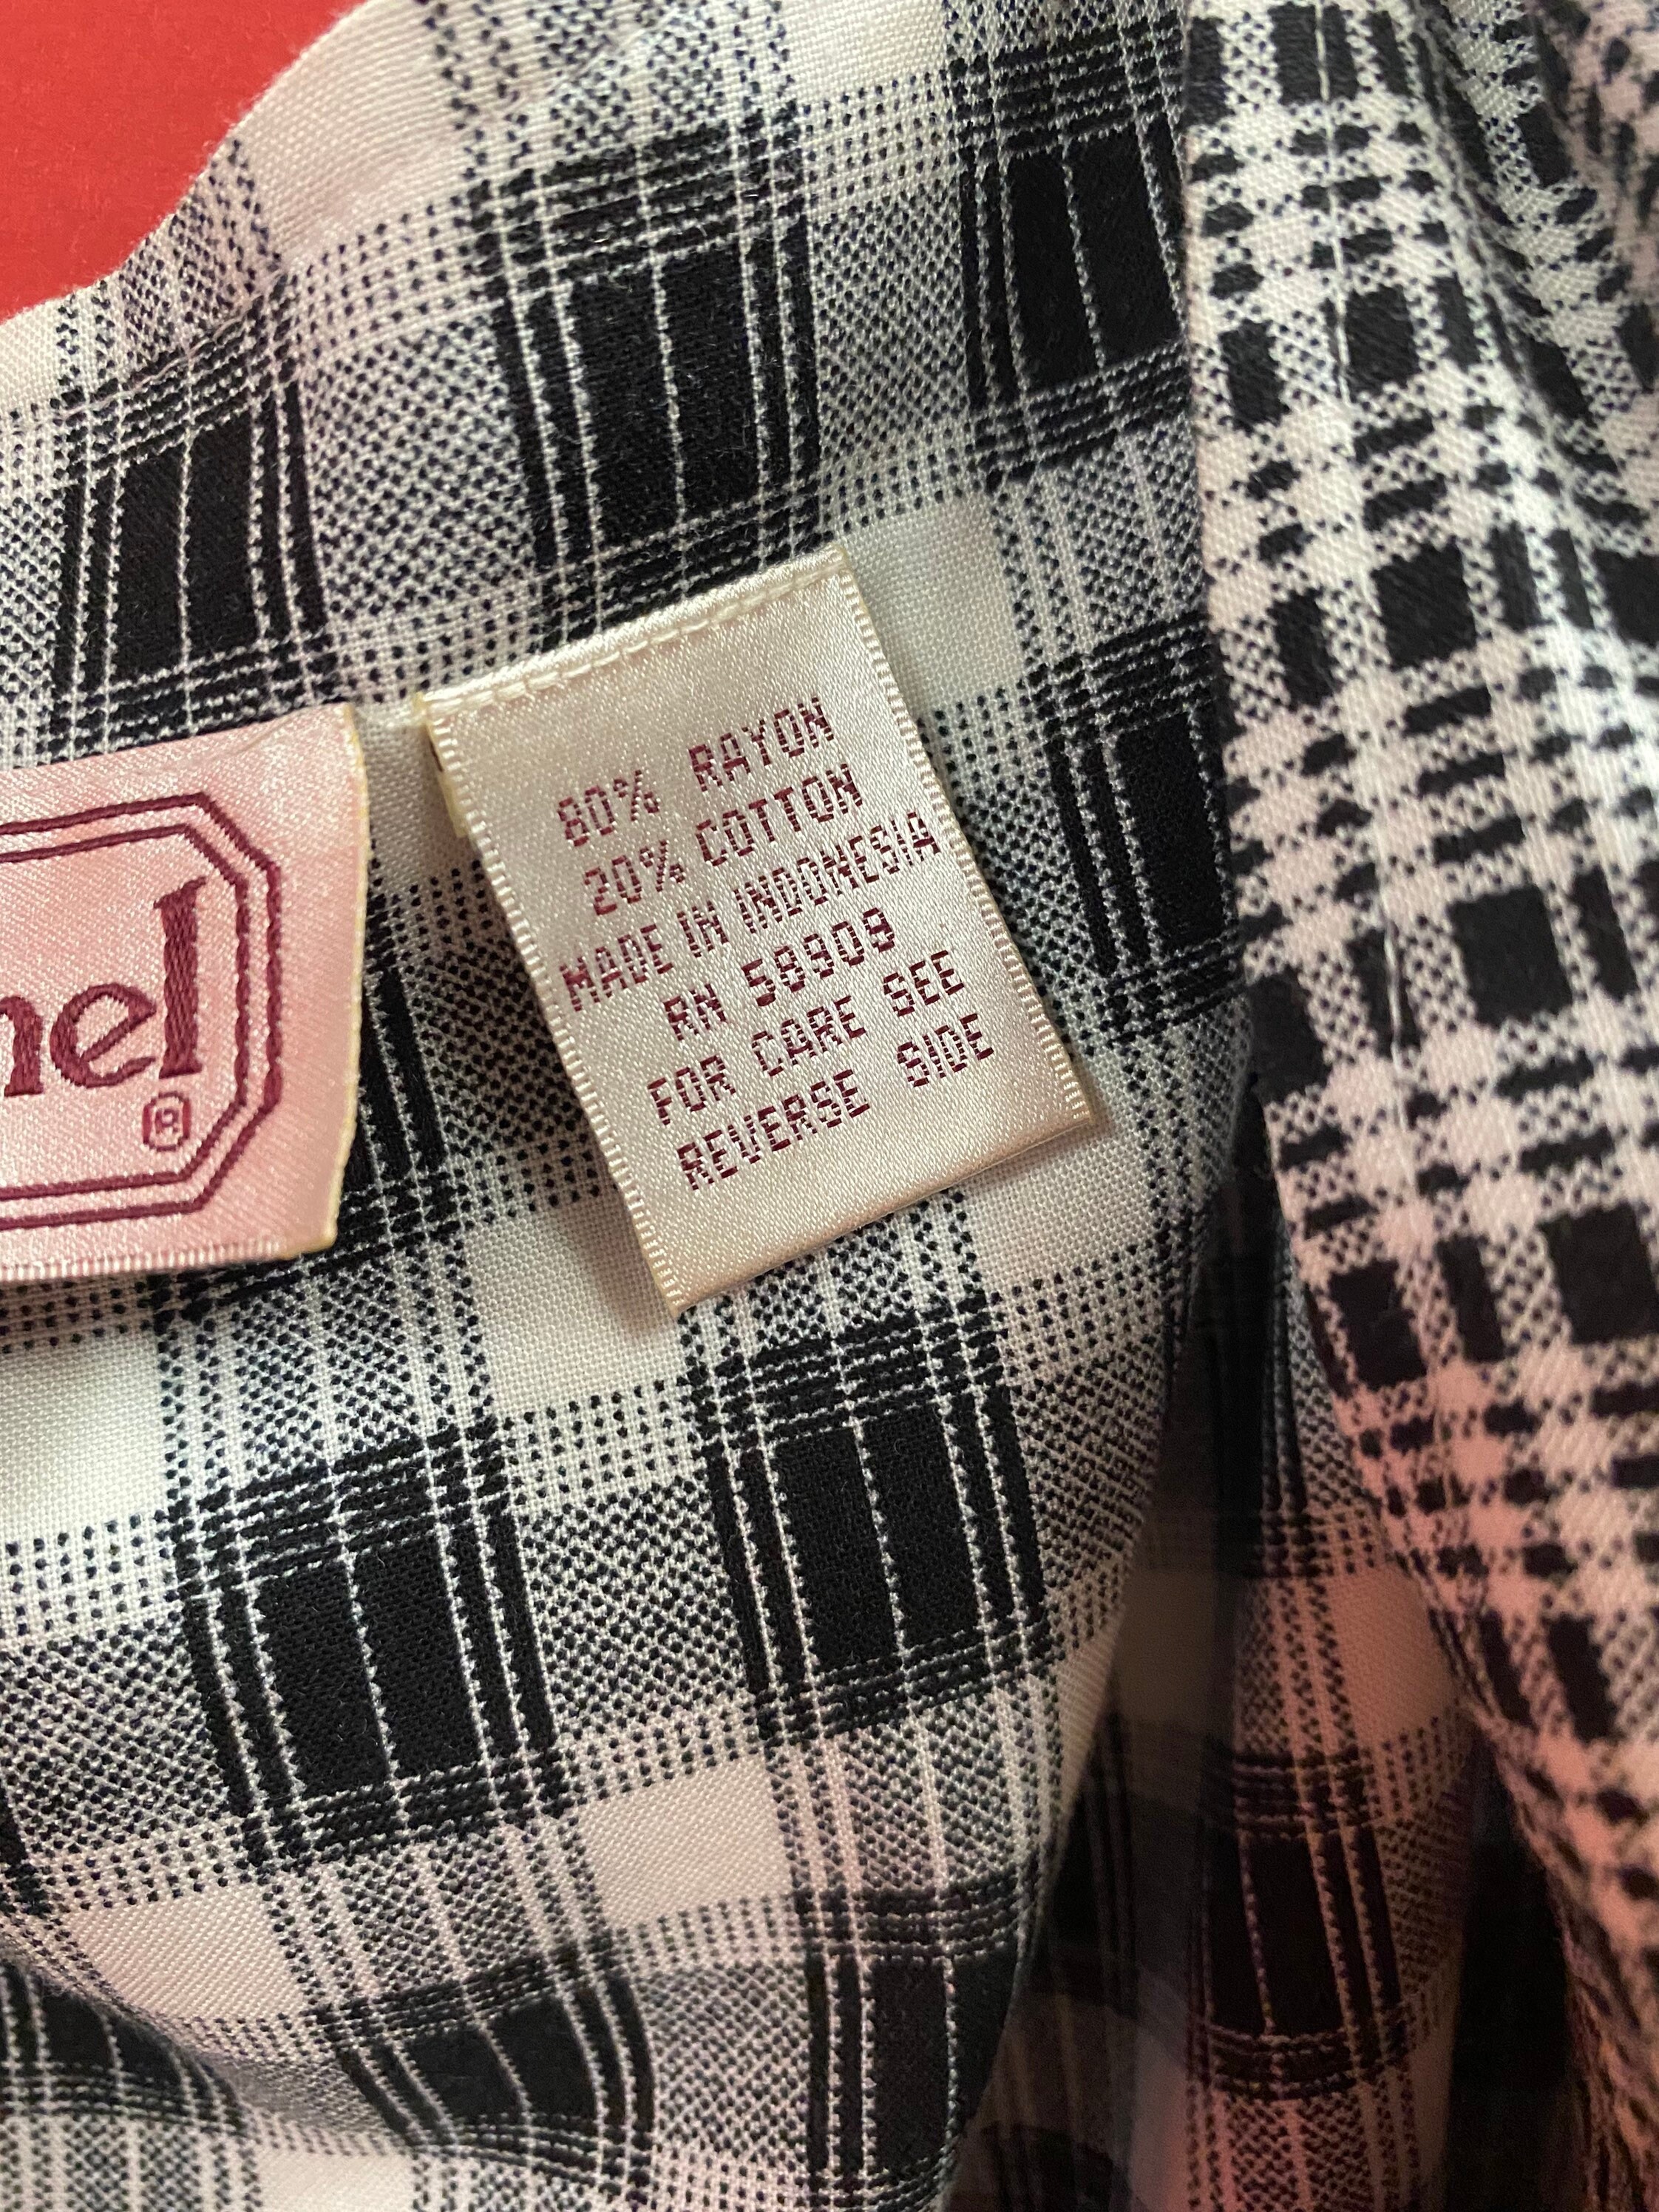 nel
®
80% RAYON
20% COTTON
MADE IN INDONESIA
RN 58909
FOR CARE SEE
REVERSE SIDE